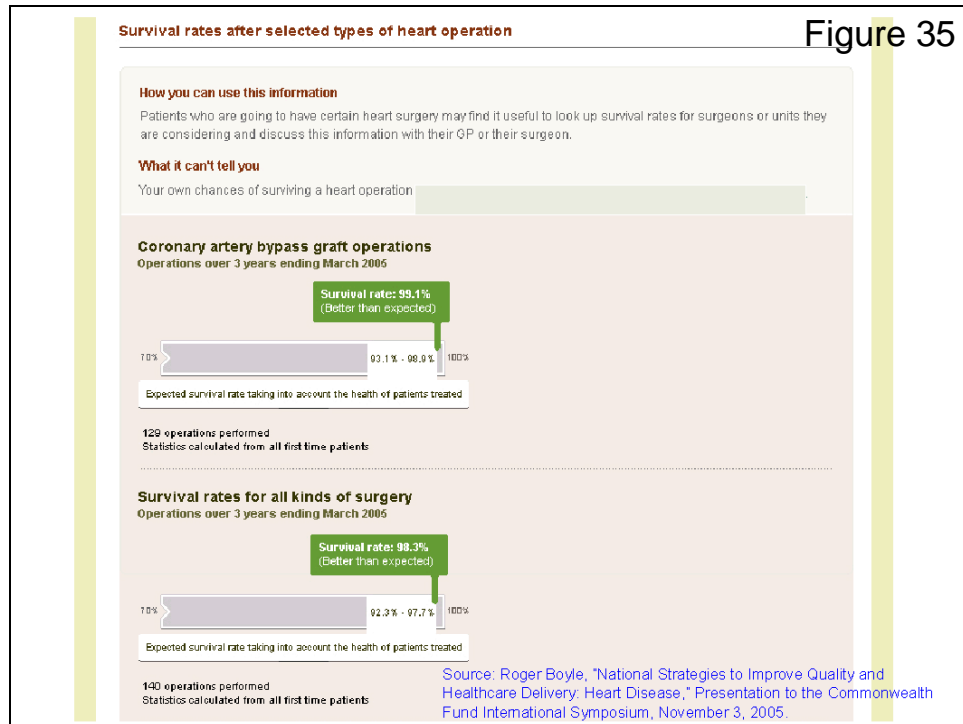 Survival rates after selected types of heart operation
Figure 35
How you can use this information
Patients who are going to have certain heart surgery may find it useful to look up survival rates for surgeons or units they
are considering and discuss this information with their GP or their surgeon.
What it can't tell you
Your own chances of surviving a heart operation
.
Coronary artery bypass graft operations
Operations over 3 years ending March 2005
Survival rate: 99.1%
(Better than expected)
70%
93.1% - 98.9%
100%
Expected survival rate taking into account the health of patients treated
129 operations performed
Statistics calculated from all first time patients
Survival rates for all kinds of surgery
Operations over 3 years ending March 2005
Survival rate: 98.3%
(Better than expected)
70%
92.3% - 97.7%
100%
Expected survival rate taking into account the health of patients treated
140 operations performed
Statistics calculated from all first time patients
Source: Roger Boyle, "National Strategies to Improve Quality and
Healthcare Delivery: Heart Disease," Presentation to the Commonwealth
Fund International Symposium, November 3, 2005.